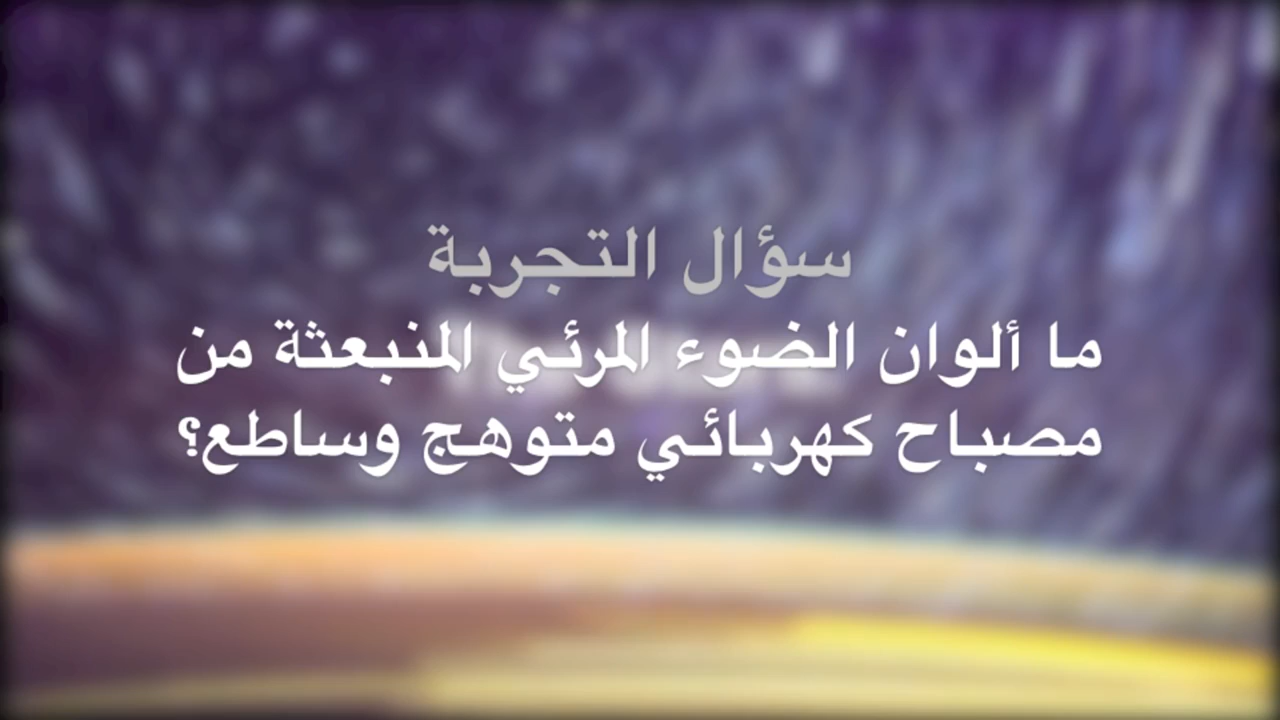 سؤال التجربة
ما ألوان الضوء المرئي المنبعثة من
مصباح كهربائي متوهج وساطع؟